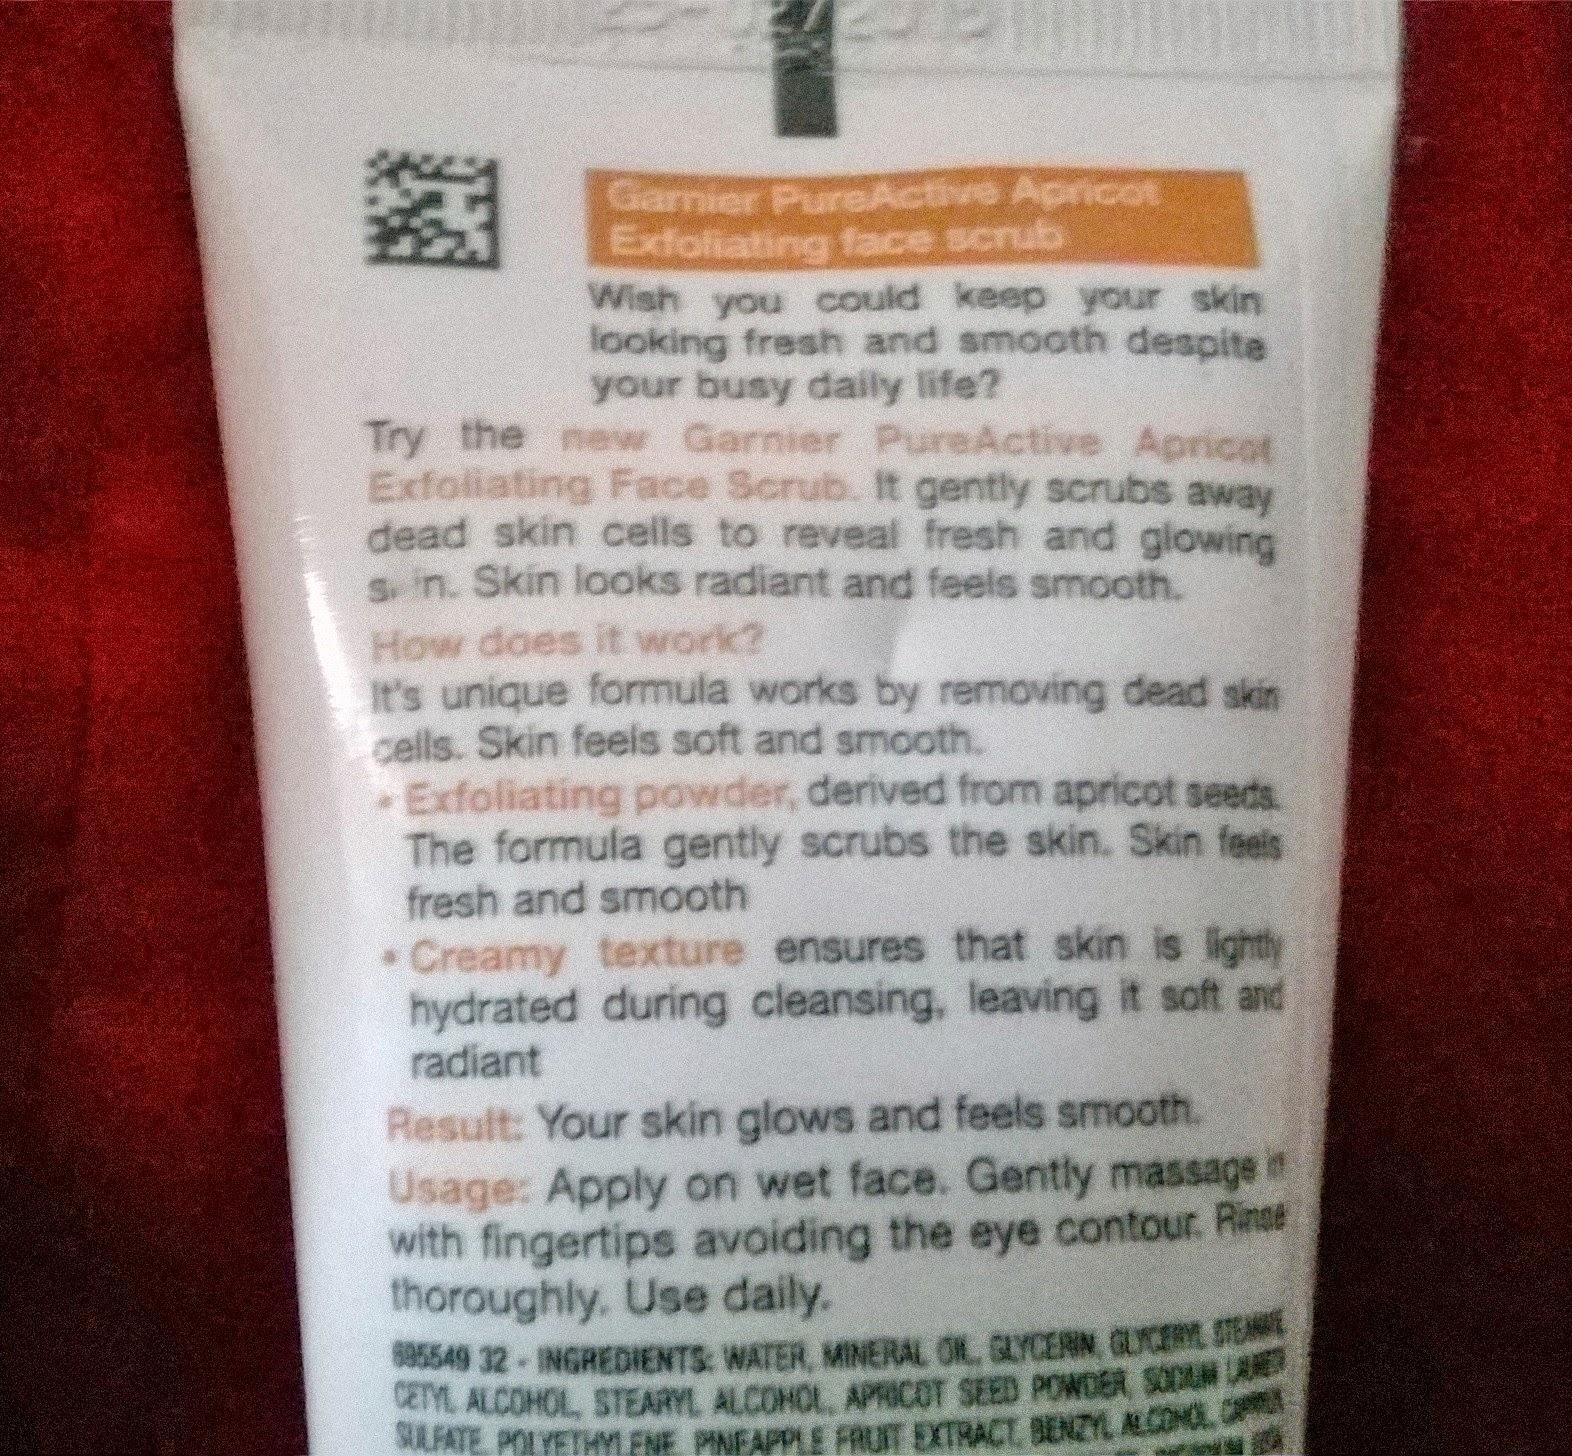 Garnier PureActive Apricot
Exfoliating face scrub
Wish you could keep your skin
looking fresh and smooth despite
your busy daily life?
Try the new Garnier PureActive Apricot
Exfoliating Face Scrub. It gently scrubs away
dead skin cells to reveal fresh and glowing
skin. Skin looks radiant and feels smooth.
How does it work?
It's unique formula works by removing dead skin
cells. Skin feels soft and smooth.
• Exfoliating powder, derived from apricot seeds.
The formula gently scrubs the skin. Skin feels
fresh and smooth
• Creamy texture ensures that skin is lightly
hydrated during cleansing, leaving it soft and
radiant
Result: Your skin glows and feels smooth.
Usage: Apply on wet face. Gently massage in
with fingertips avoiding the eye contour. Rinse
thoroughly. Use daily.
695549 32 - INGREDIENTS: WATER, MINERAL OIL, GLYCERIN, GLYCERYL STEARATE,
CETYL ALCOHOL, STEARYL ALCOHOL, APRICOT SEED POWDER, SODIUM LAURETH
SULFATE, POLYETHYLENE, PINEAPPLE FRUIT EXTRACT, BENZYL ALCOHOL,